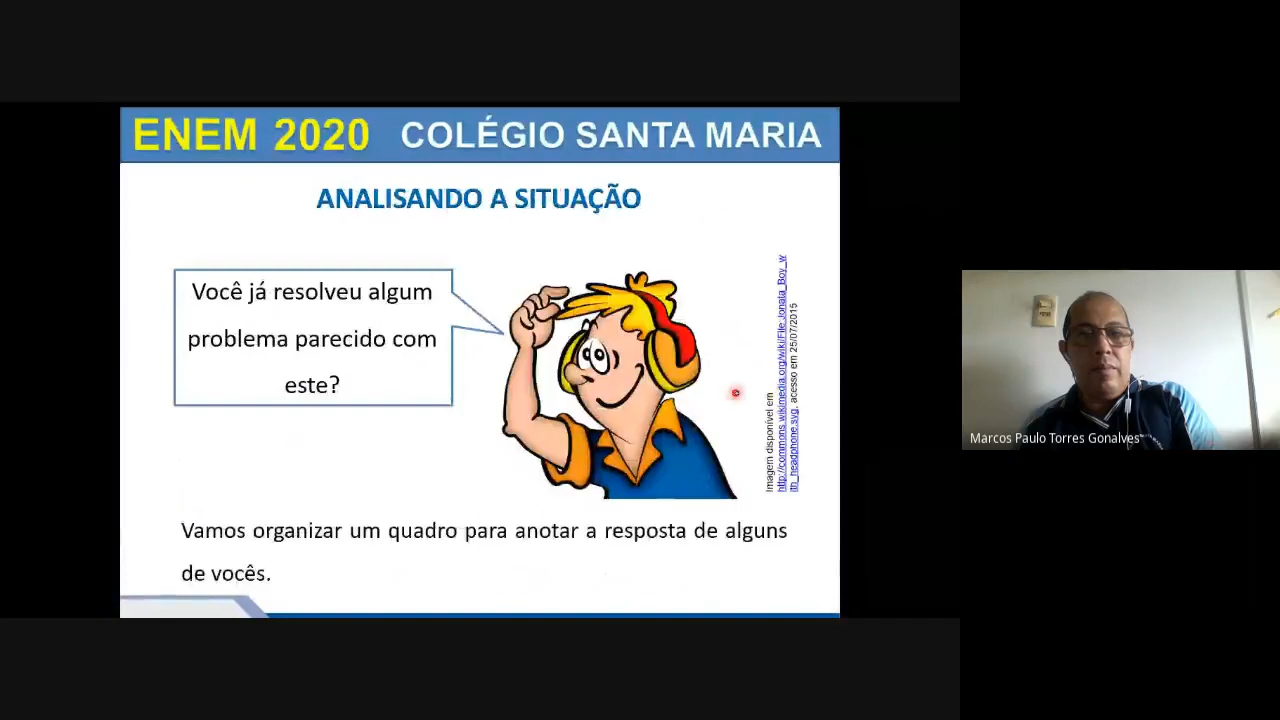 ENEM 2020 COLÉGIO SANTA MARIA
ANALISANDO A SITUAÇÃO
Você já resolveu algum
problema parecido com
este?
Imagem disponível em
http://commons.wikimedia.org/wiki/File:Jonata_Boy_w
ith_headphone.svg, acesso em 25/07/2015
Vamos organizar um quadro para anotar a resposta de alguns
de vocês.
Marcos Paulo Torres Gonalves